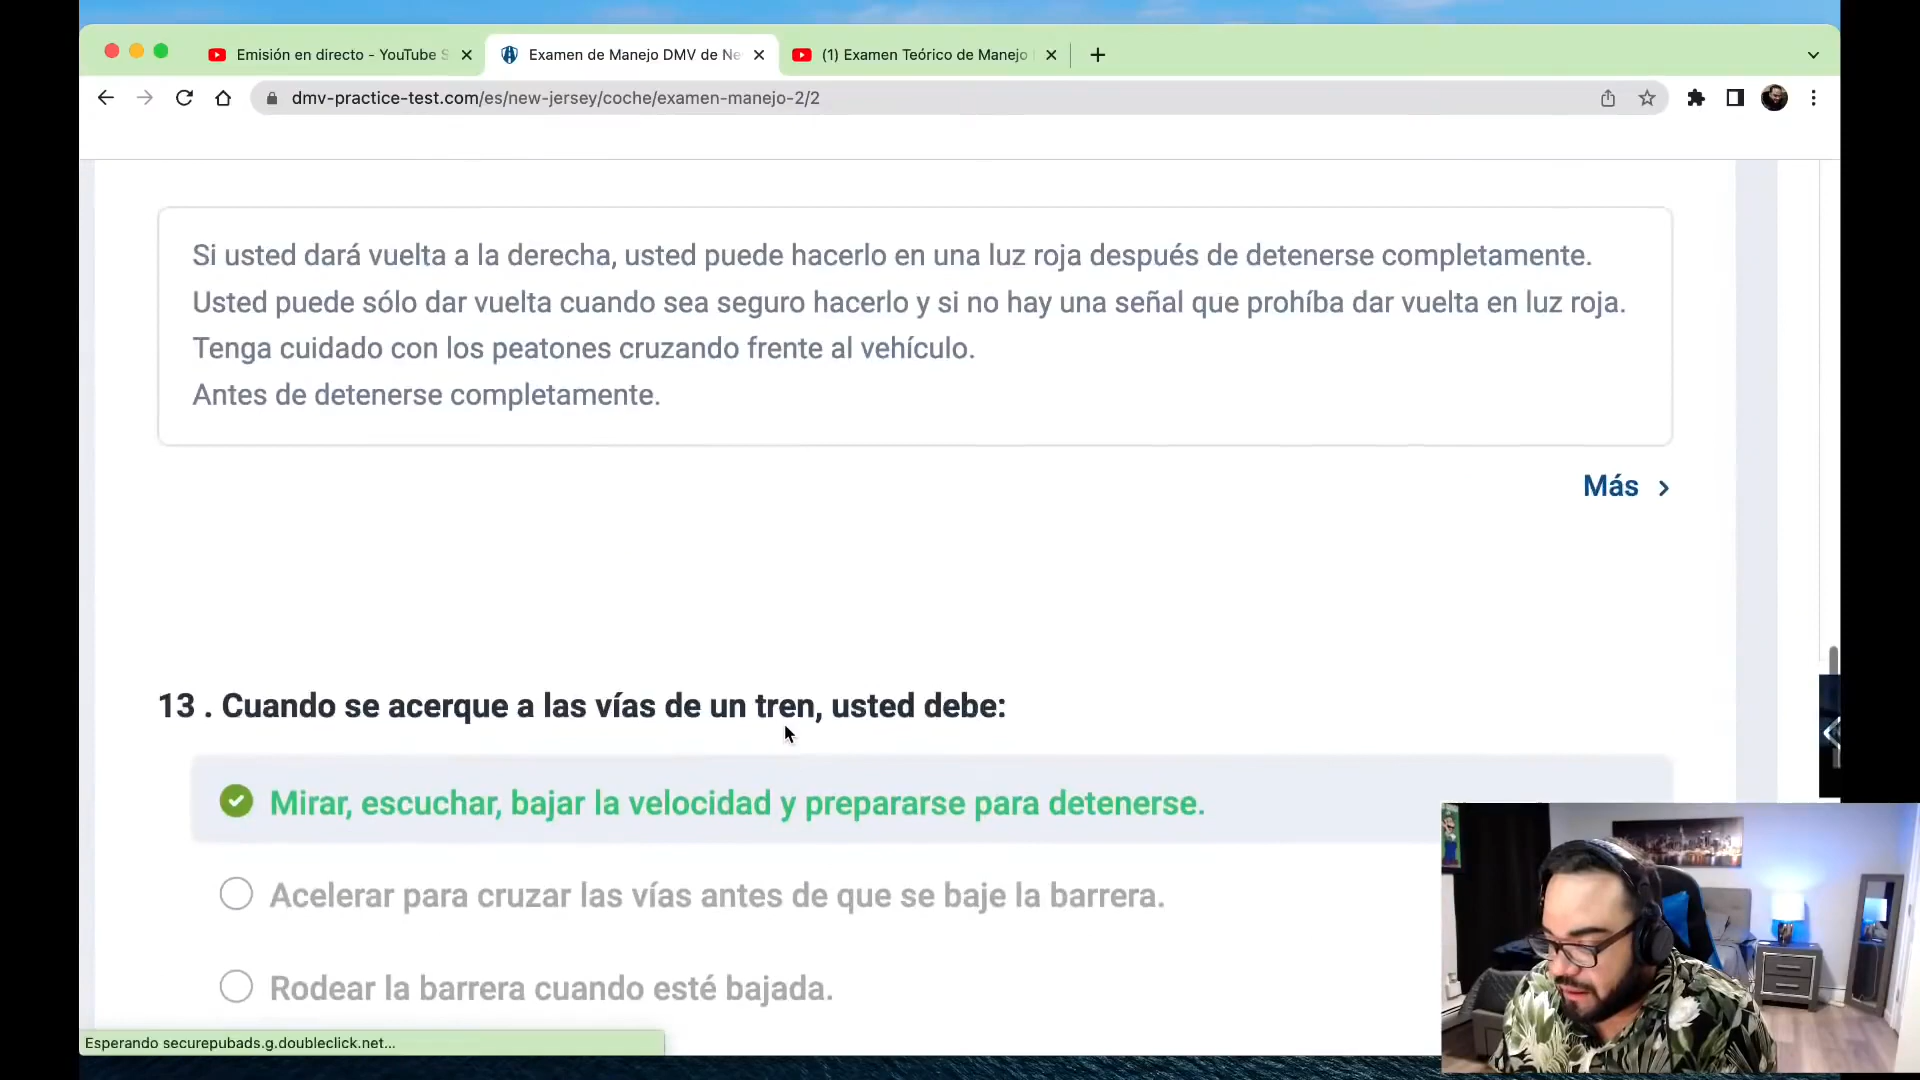 Emisión en directo - YouTube S
Examen de Manejo DMV de Ne
(1) Examen Teórico de Manejo
dmv-practice-test.com/es/new-jersey/coche/examen-manejo-2/2
Si usted dará vuelta a la derecha, usted puede hacerlo en una luz roja después de detenerse completamente.
Usted puede sólo dar vuelta cuando sea seguro hacerlo y si no hay una señal que prohíba dar vuelta en luz roja.
Tenga cuidado con los peatones cruzando frente al vehículo.
Antes de detenerse completamente.
Más
13 . Cuando se acerque a las vías de un tren, usted debe:
Mirar, escuchar, bajar la velocidad y prepararse para detenerse.
Acelerar para cruzar las vías antes de que se baje la barrera.
Rodear la barrera cuando esté bajada.
Esperando securepubads.g.doubleclick.net...